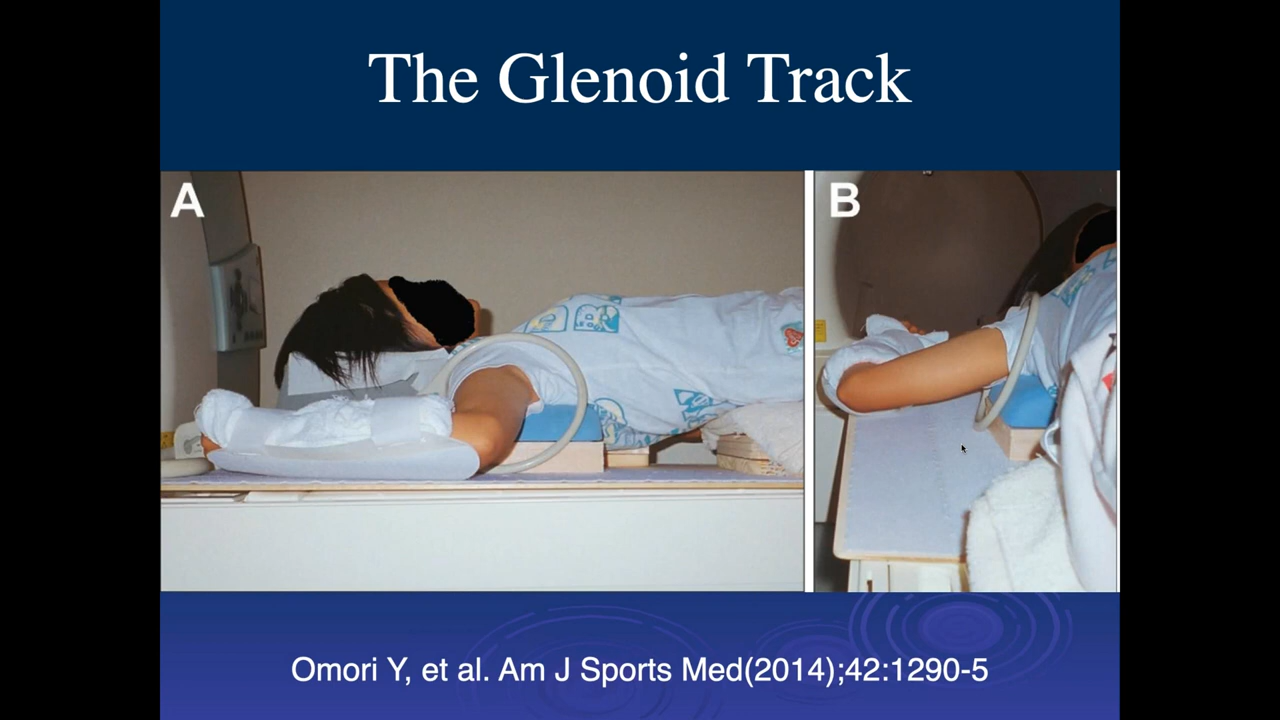 The Glenoid Track
A
B
Omori Y, et al. Am J Sports Med(2014);42:1290-5